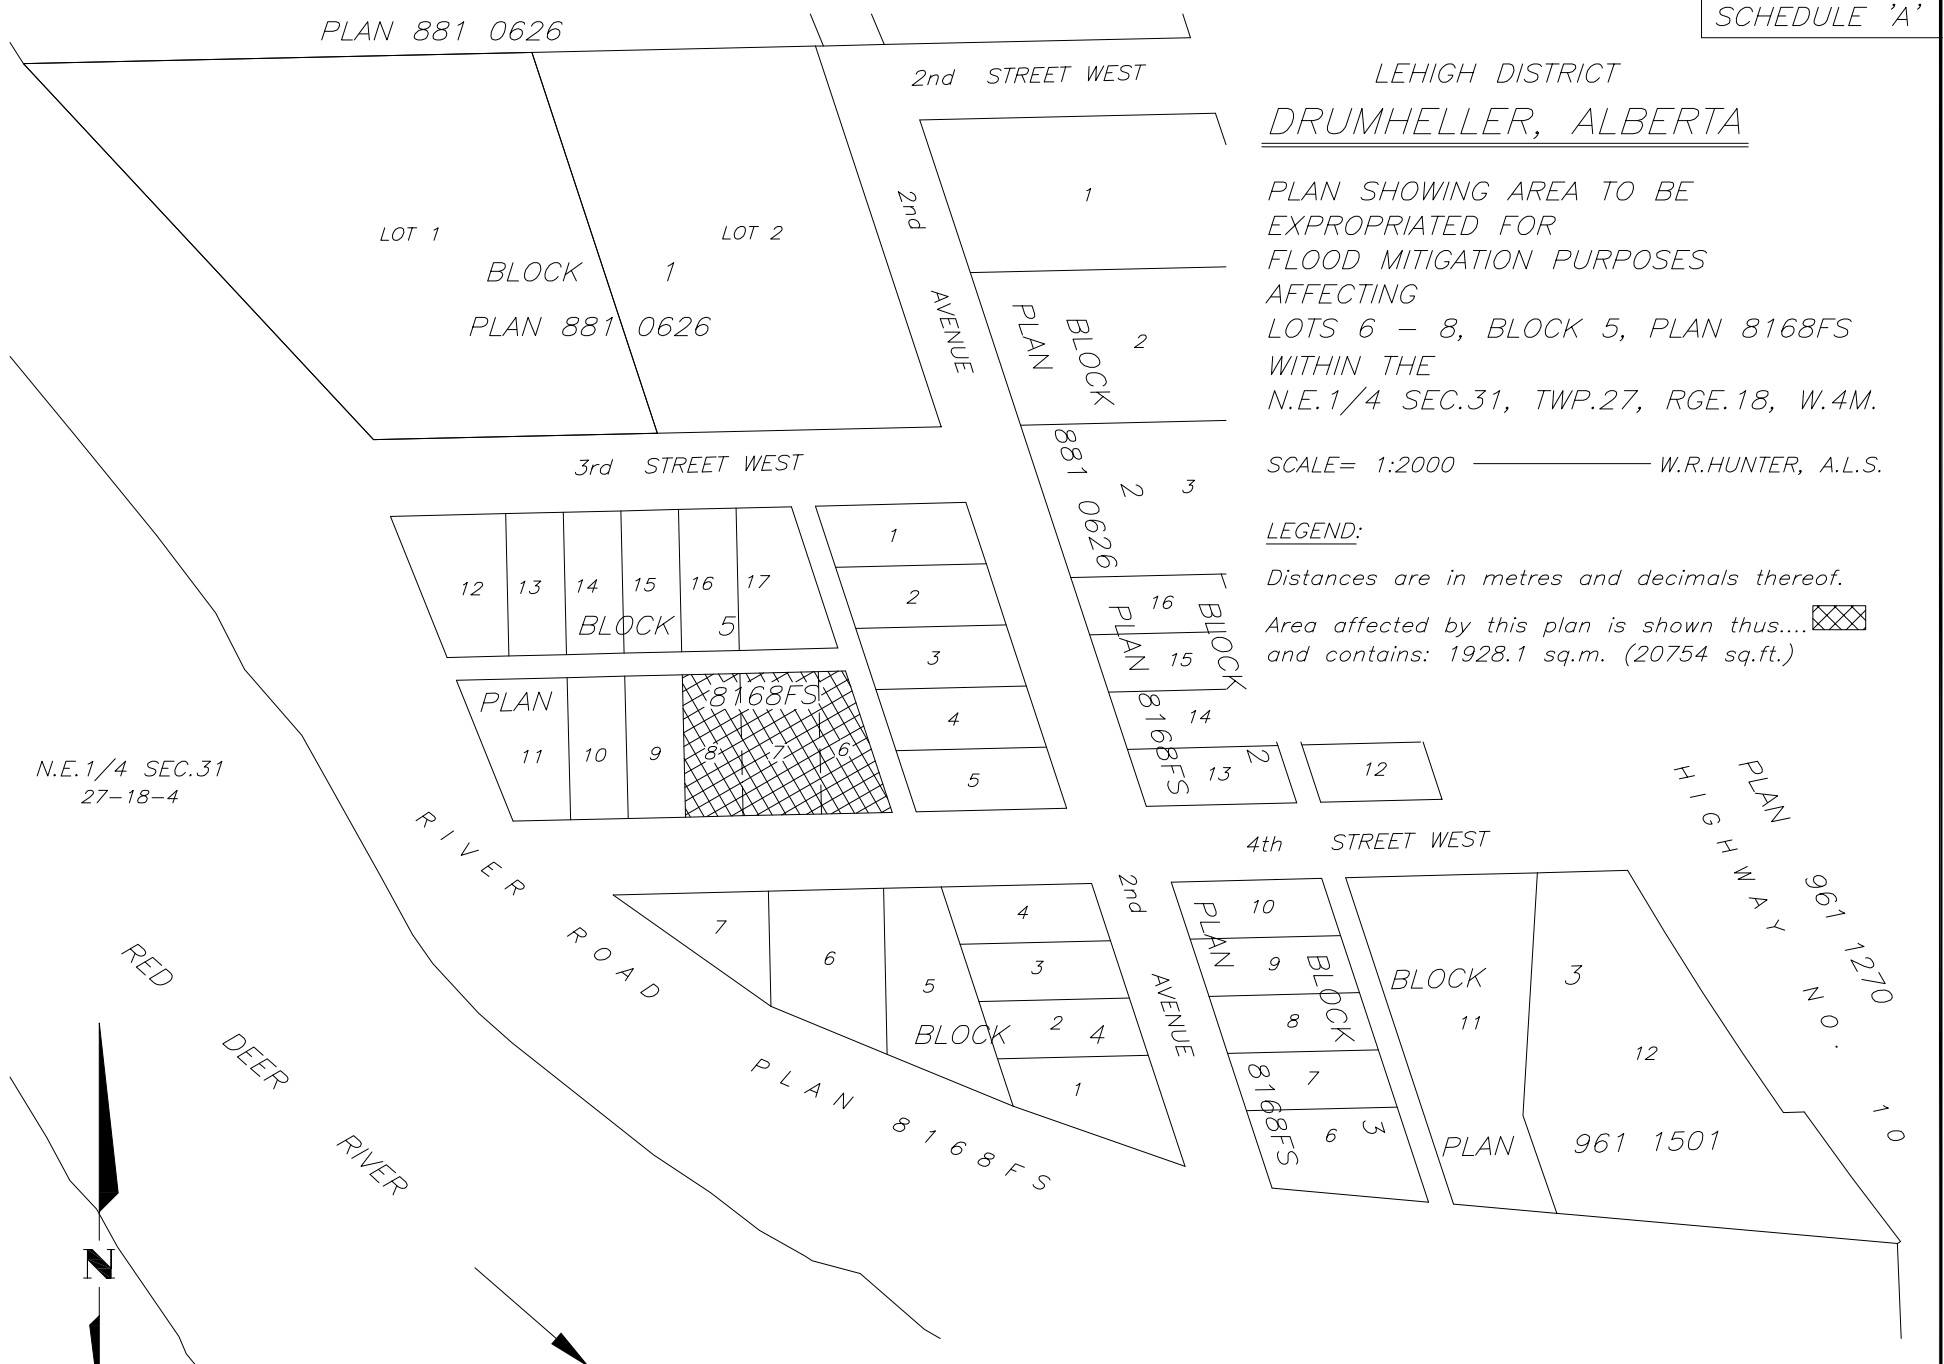 SCHEDULE 'A'
PLAN 881 0626
2nd STREET WEST
LEHIGH DISTRICT
DRUMHELLER, ALBERTA
PLAN SHOWING AREA TO BE
EXPROPRIATED FOR
FLOOD MITIGATION PURPOSES
AFFECTING
LOTS 6 - 8, BLOCK 5, PLAN 8168FS
WITHIN THE
N.E.1/4 SEC.31, TWP.27, RGE.18, W.4M.
SCALE= 1:2000 W.R.HUNTER, A.L.S.
LEGEND:
Distances are in metres and decimals thereof.
Area affected by this plan is shown thus....
and contains: 1928.1 sq.m. (20754 sq.ft.)
LOT 1
LOT 2
BLOCK 1
PLAN 881 0626
2nd AVENUE
1
2
3
PLAN 881 0626
BLOCK 2
3rd STREET WEST
12
13
14
15
16
17
BLOCK 5
1
2
3
4
5
PLAN 8168FS
11
10
9
8
7
6
16
15
14
13
12
PLAN 8168FS
BLOCK 2
N.E.1/4 SEC.31
27-18-4
4th STREET WEST
RIVER ROAD
PLAN 8168FS
7
6
5
4
3
2
1
BLOCK 4
2nd AVENUE
10
9
8
7
6
PLAN 8168FS
BLOCK 3
BLOCK 3
11
12
PLAN 961 1501
PLAN 961 1270
HIGHWAY NO. 10
RED DEER RIVER
N